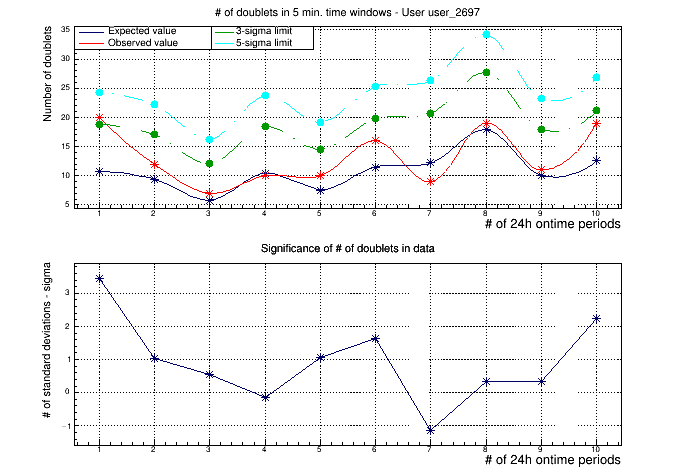 # of doublets in 5 min. time windows - User user_2697
Number of doublets
Expected value
3-sigma limit
Observed value
5-sigma limit
35
30
25
20
15
10
5
1 2 3 4 5 6 7 8 9 10
# of 24h ontime periods
Significance of # of doublets in data
# of standard deviations - sigma
3
2
1
0
−1
1 2 3 4 5 6 7 8 9 10
# of 24h ontime periods